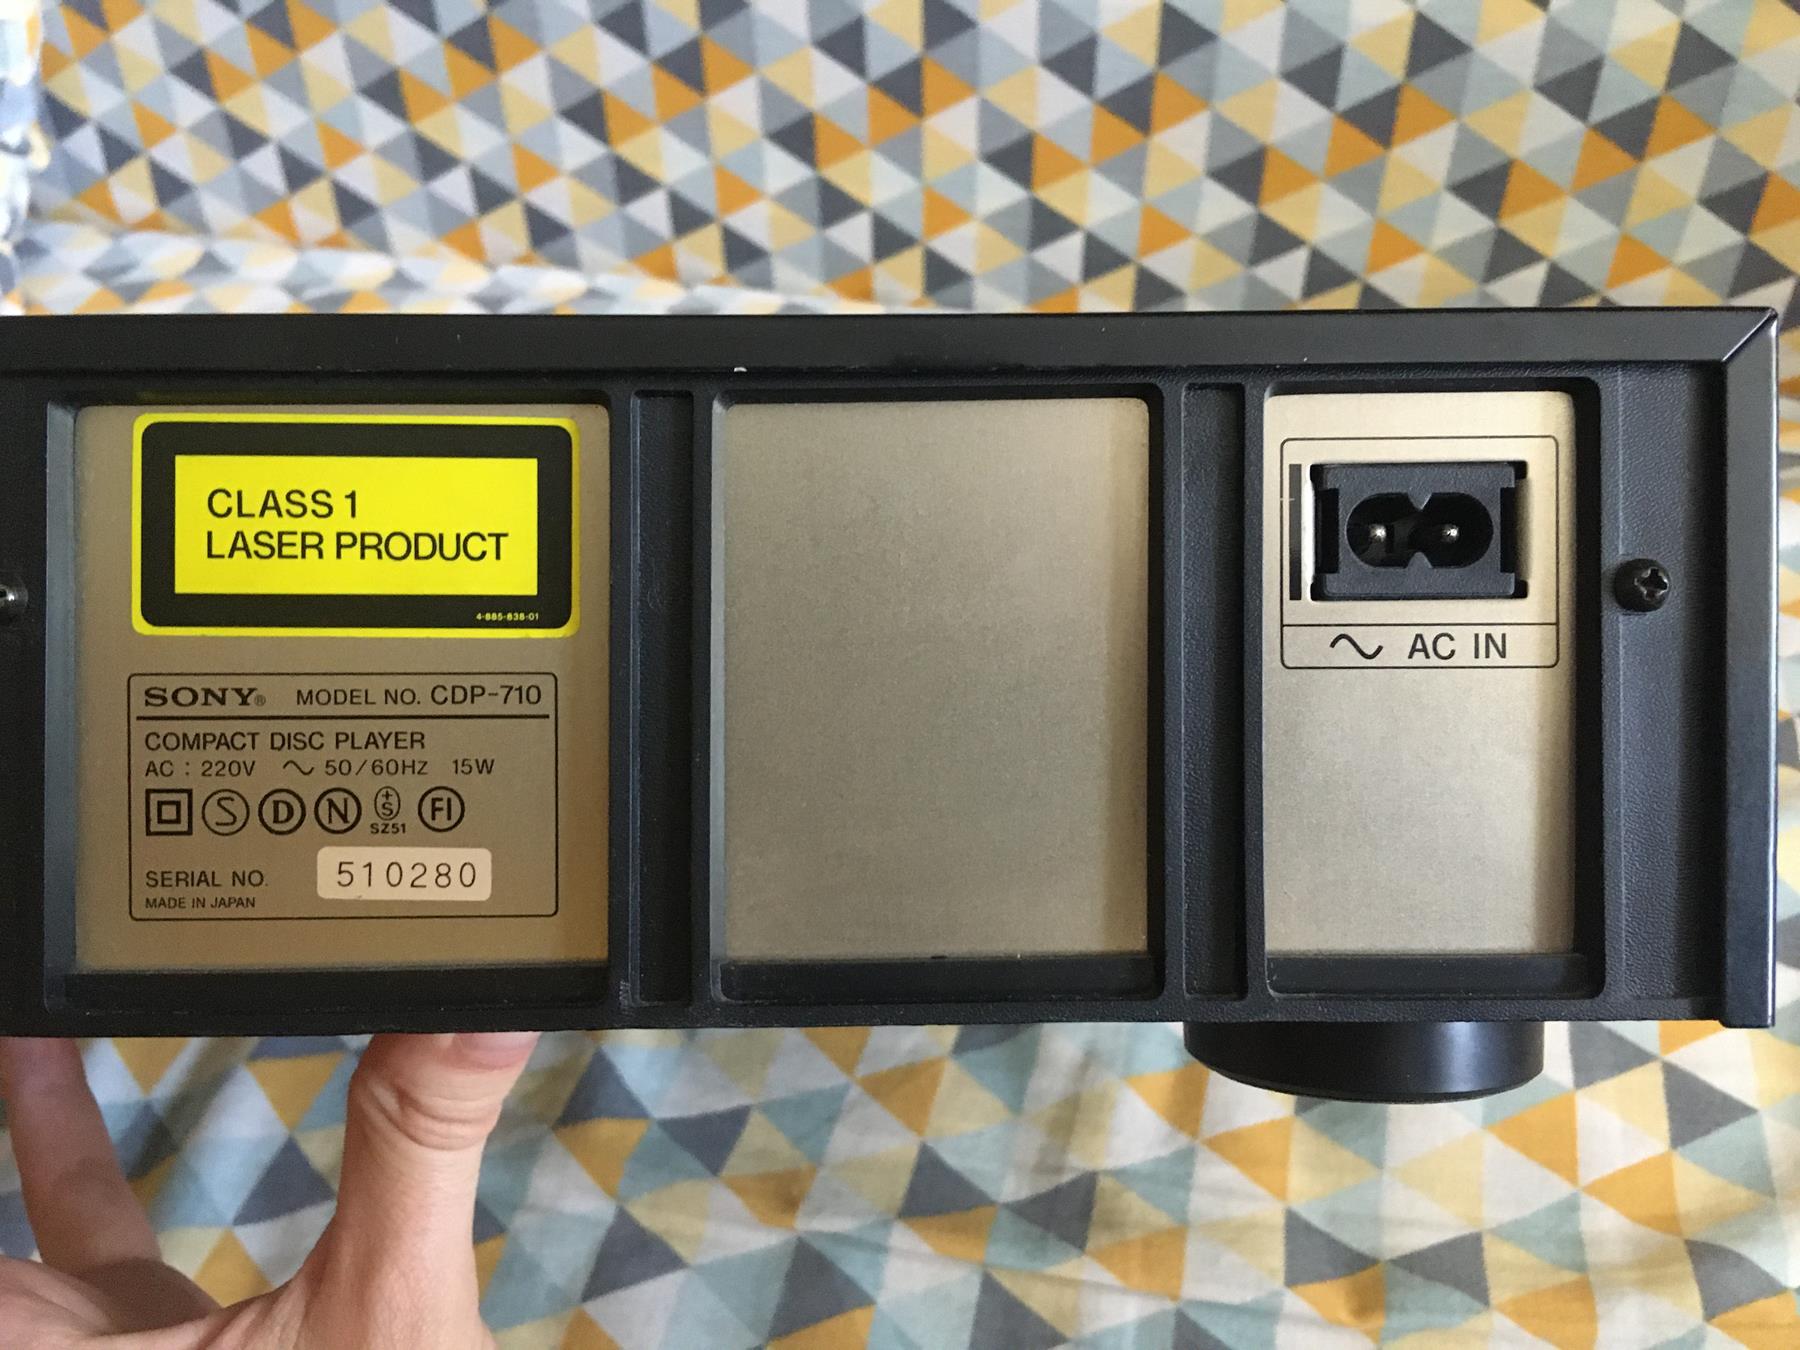 CLASS 1
LASER PRODUCT
4-885-838-01
SONY® MODEL NO. CDP-710
COMPACT DISC PLAYER
AC : 220V ～ 50/60Hz 15W
S D N +S FI
SZ51
SERIAL NO. 510280
MADE IN JAPAN
～ AC IN